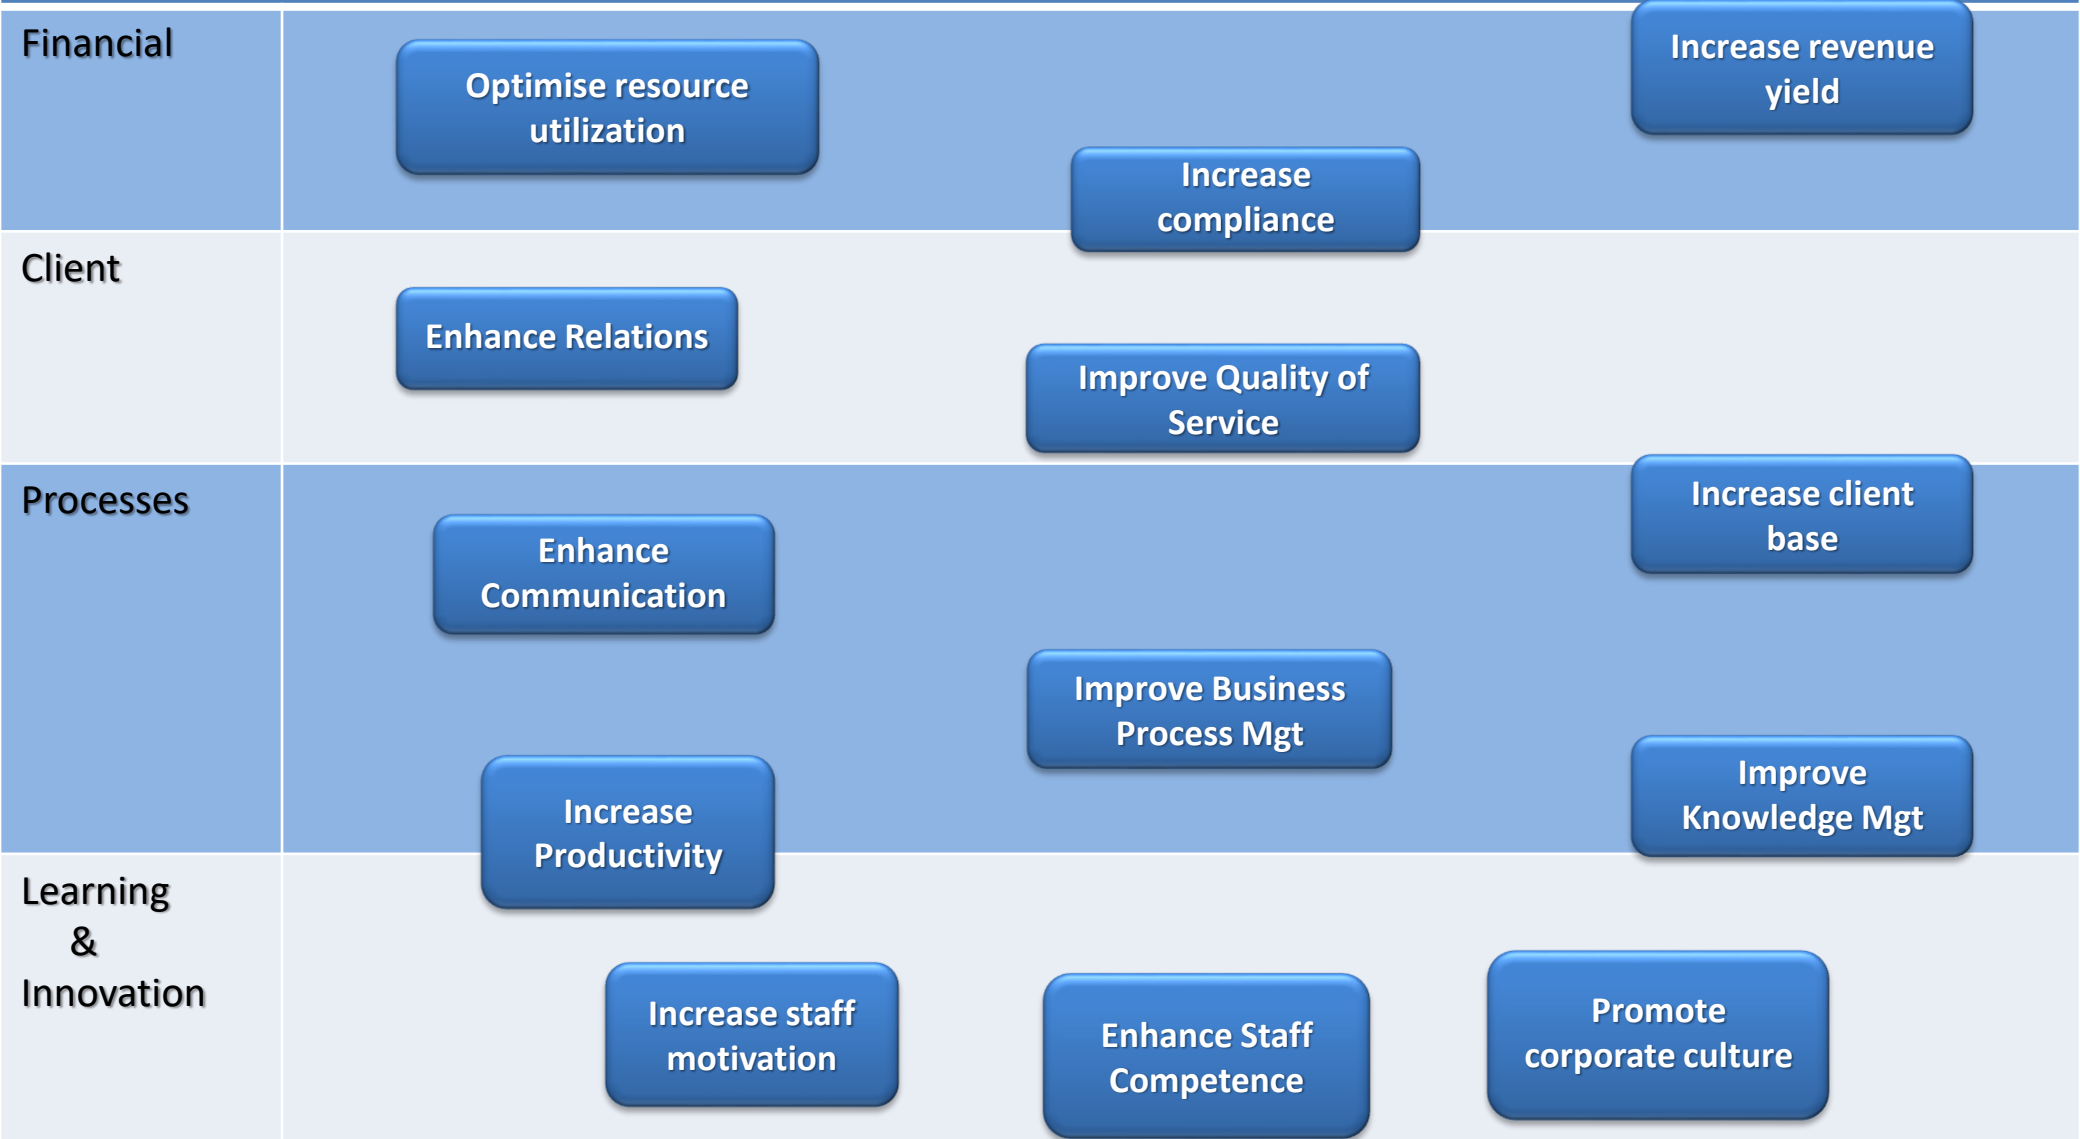 Financial
Optimise resource
utilization
Increase revenue
yield
Increase
compliance
Client
Enhance Relations
Improve Quality of
Service
Processes
Increase client
base
Enhance
Communication
Improve Business
Process Mgt
Improve
Knowledge Mgt
Increase
Productivity
Learning
&
Innovation
Increase staff
motivation
Enhance Staff
Competence
Promote
corporate culture